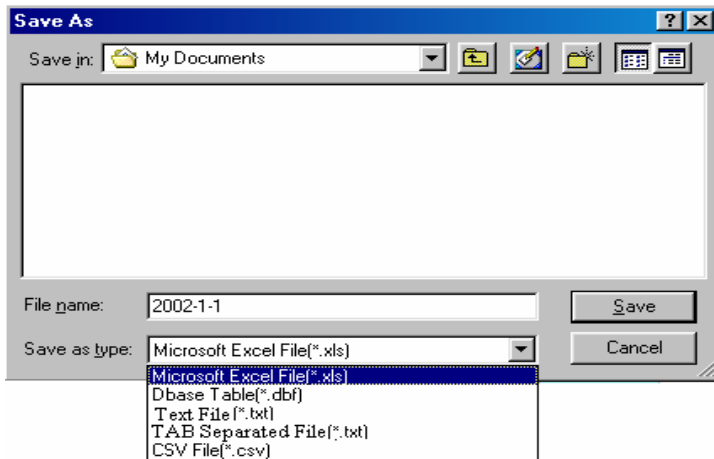 Save As
Save in: My Documents
File name: 2002-1-1 Save
Save as type: Microsoft Excel File(*.xls) Cancel
Microsoft Excel File(*.xls)
Dbase Table(*.dbf)
Text File(*.txt)
TAB Separated File(*.txt)
CSV File(*.csv)